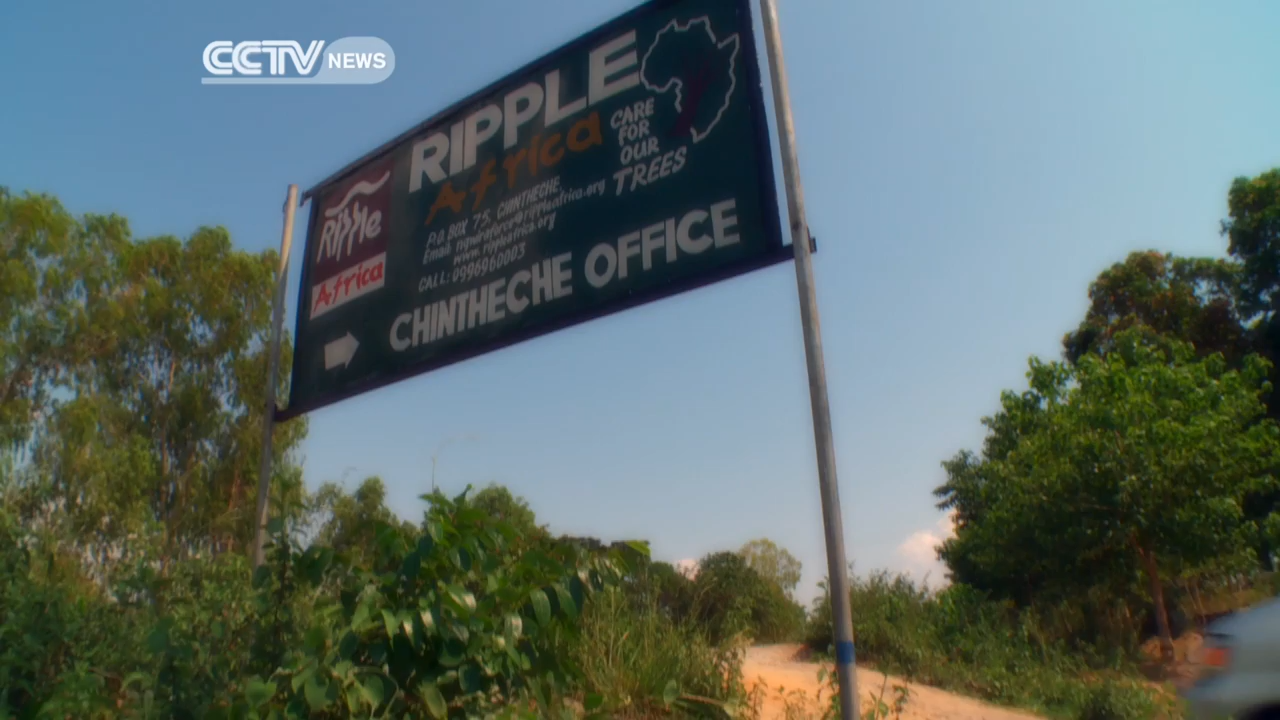 CCTV NEWS
RIPPLE
Africa
CARE
FOR
OUR
TREES
Ripple
Africa
P.O. BOX 75, CHINTHECHE,
www.rippleafrica.org
CALL: 0996960003
CHINTHECHE OFFICE